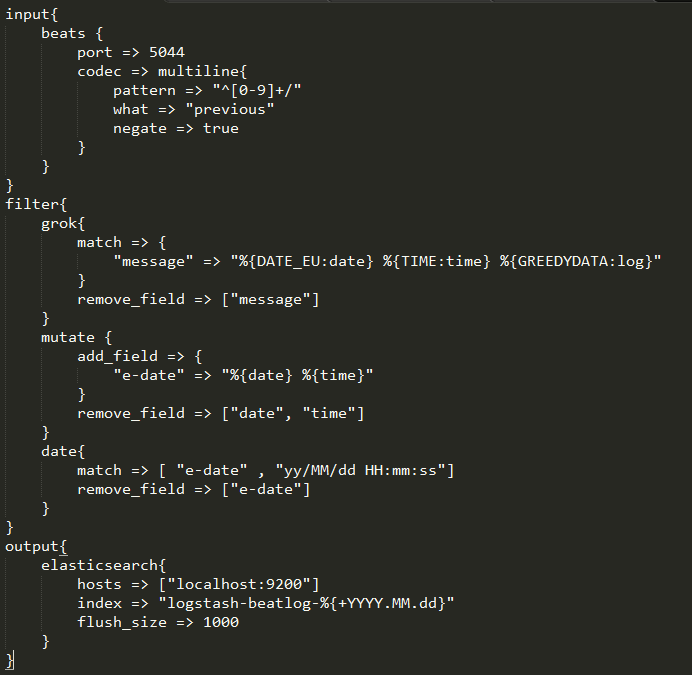 input{
    beats {
        port => 5044
        codec => multiline{
            pattern => "^[0-9]+/"
            what => "previous"
            negate => true
        }
    }
}
filter{
    grok{
        match => {
            "message" => "%{DATE_EU:date} %{TIME:time} %{GREEDYDATA:log}"
        }
        remove_field => ["message"]
    }
    mutate {
        add_field => {
            "e-date" => "%{date} %{time}"
        }
        remove_field => ["date", "time"]
    }
    date{
        match => [ "e-date" , "yy/MM/dd HH:mm:ss"]
        remove_field => ["e-date"]
    }
}
output{
    elasticsearch{
        hosts => ["localhost:9200"]
        index => "logstash-beatlog-%{+YYYY.MM.dd}"
        flush_size => 1000
    }
}